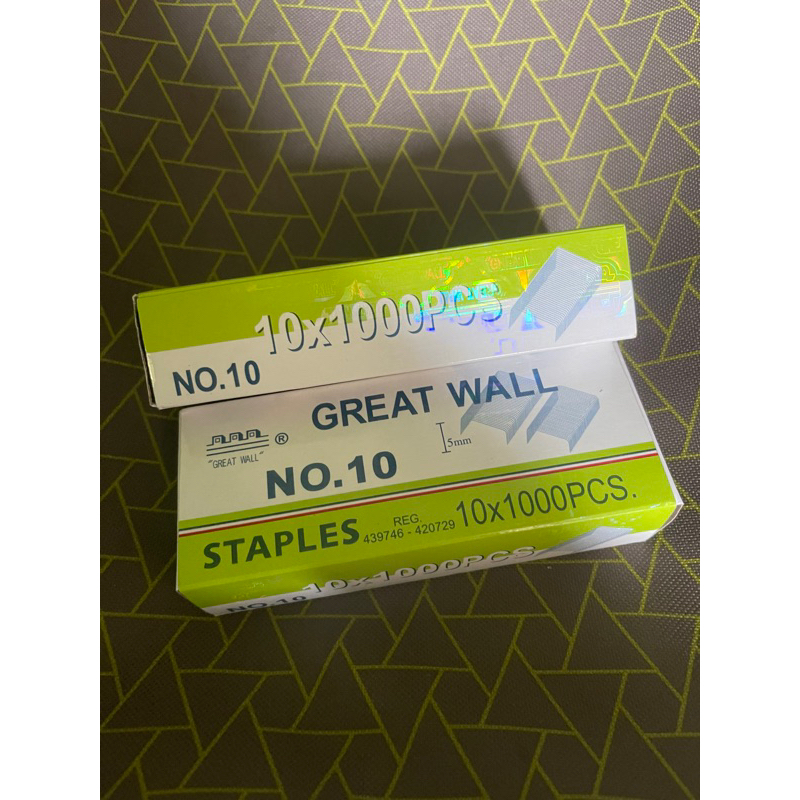 10x1000PCS
NO.10
GREAT WALL
®
"GREAT WALL"
5mm
NO.10
STAPLES
REG.
439746 - 420729
10x1000PCS.
10x1000PCS
NO.10